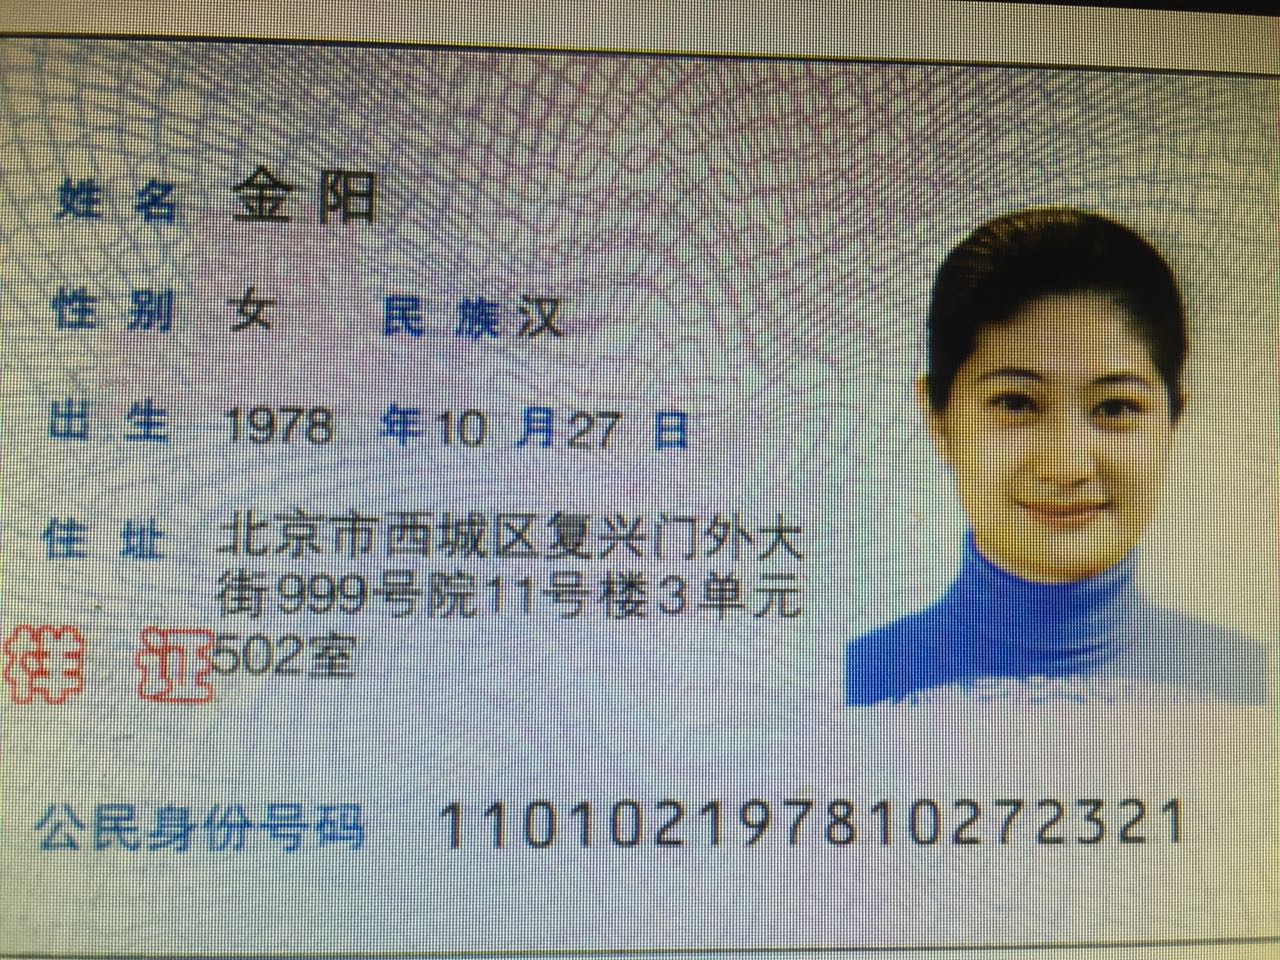 姓名 金阳
性别 女 民族 汉
出生 1978 年 10 月 27 日
住址 北京市西城区复兴门外大
街999号院11号楼3单元
502室
样 证
公民身份号码 110102197810272321